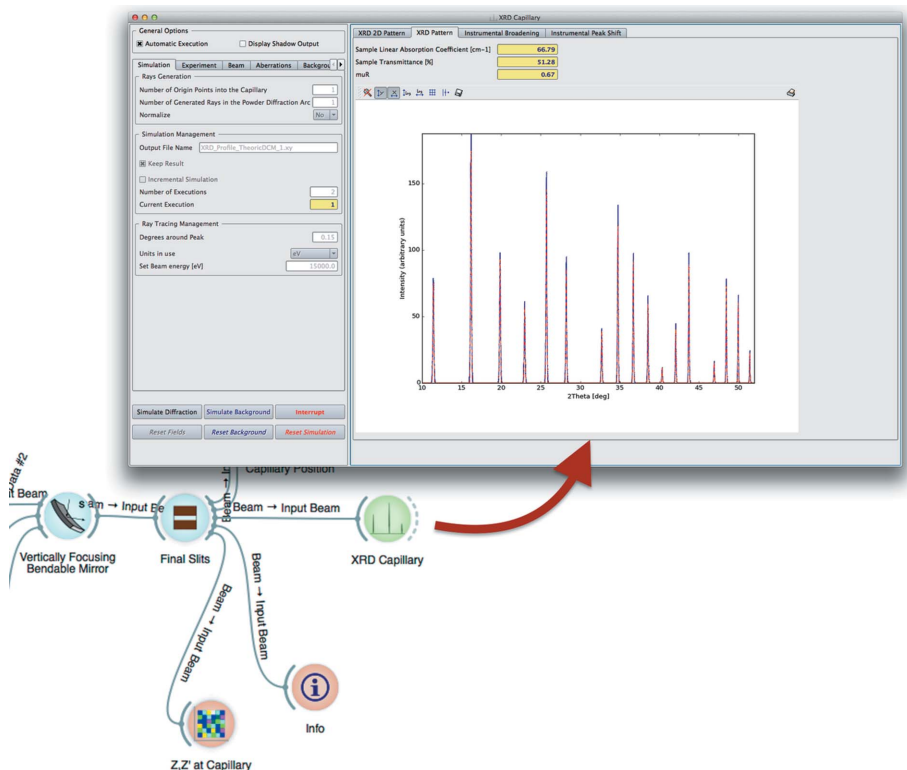 XRD Capillary
General Options
Automatic Execution
Display Shadow Output
Simulation Experiment Beam Aberrations
Rays Generation
Number of Origin Points into the Capillary 1
Number of Generated Rays in the Powder Diffraction Arc 1
Normalize No
Simulation Management
Output File Name XRD_Profile_TheoricDCM_1.xy
Keep Result
Incremental Simulation
Number of Executions 2
Current Execution 1
Ray Tracing Management
Degrees around Peak 0.15
Units in use eV
Set Beam energy [eV] 15000.0
Simulate Diffraction Simulate Background Interrupt
Reset Fields Reset Background Reset Simulation
XRD 2D Pattern XRD Pattern Instrumental Broadening Instrumental Peak Shift
Sample Linear Absorption Coefficient [cm-1] 66.79
Sample Transmittance [%] 51.28
muR 0.67
Intensity (arbitrary units)
150
100
50
0
10 15 20 25 30 35 40 45 50
2Theta [deg]
Capillary Position
Data #2
Beam
Vertically Focusing
Bendable Mirror
am → Input Be
Final Slits
Beam →
Beam → Input Beam
XRD Capillary
Beam → Input Beam
Beam → Input Beam
Info
Z,Z' at Capillary